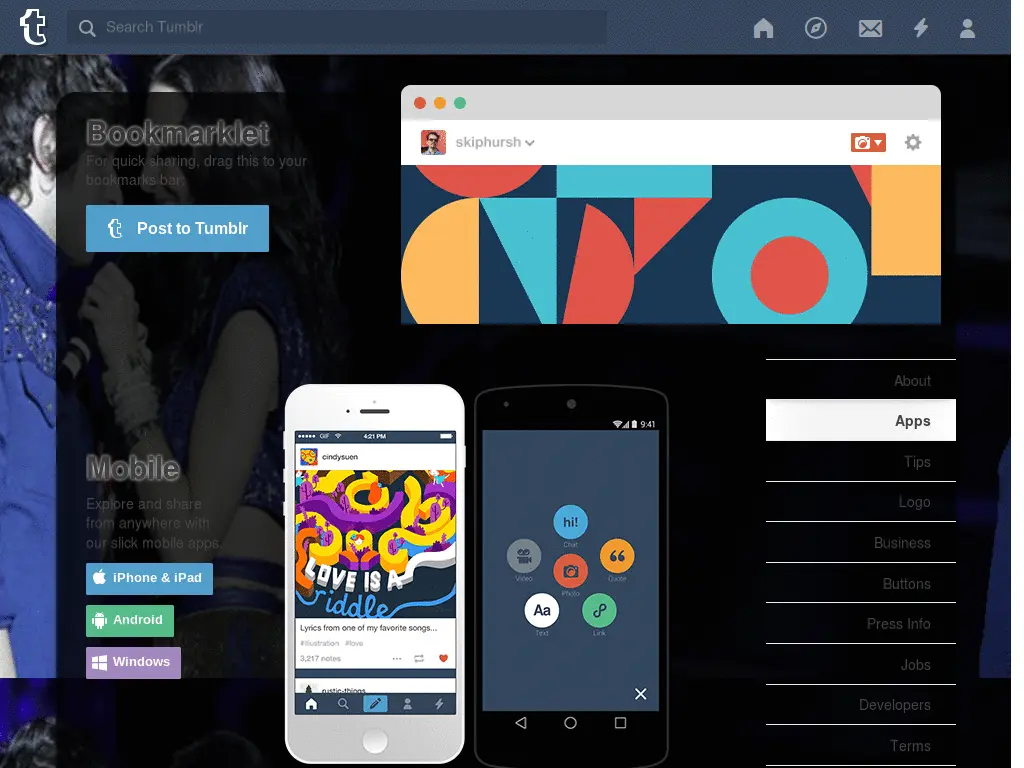 Search Tumblr
Bookmarklet
For quick sharing, drag this to your
bookmarks bar.
Post to Tumblr
skiphursh
About
Apps
Tips
Logo
Business
Buttons
Press Info
Jobs
Developers
Terms
Mobile
Explore and share
from anywhere with
our slick mobile apps.
iPhone & iPad
Android
Windows
GIF
4:21 PM
cindysuen
LOVE IS A
riddle
Lyrics from one of my favorite songs...
#illustration #love
3,217 notes
rustic-things
9:41
hi!
Chat
Video
Quote
Photo
Aa
Text
Link